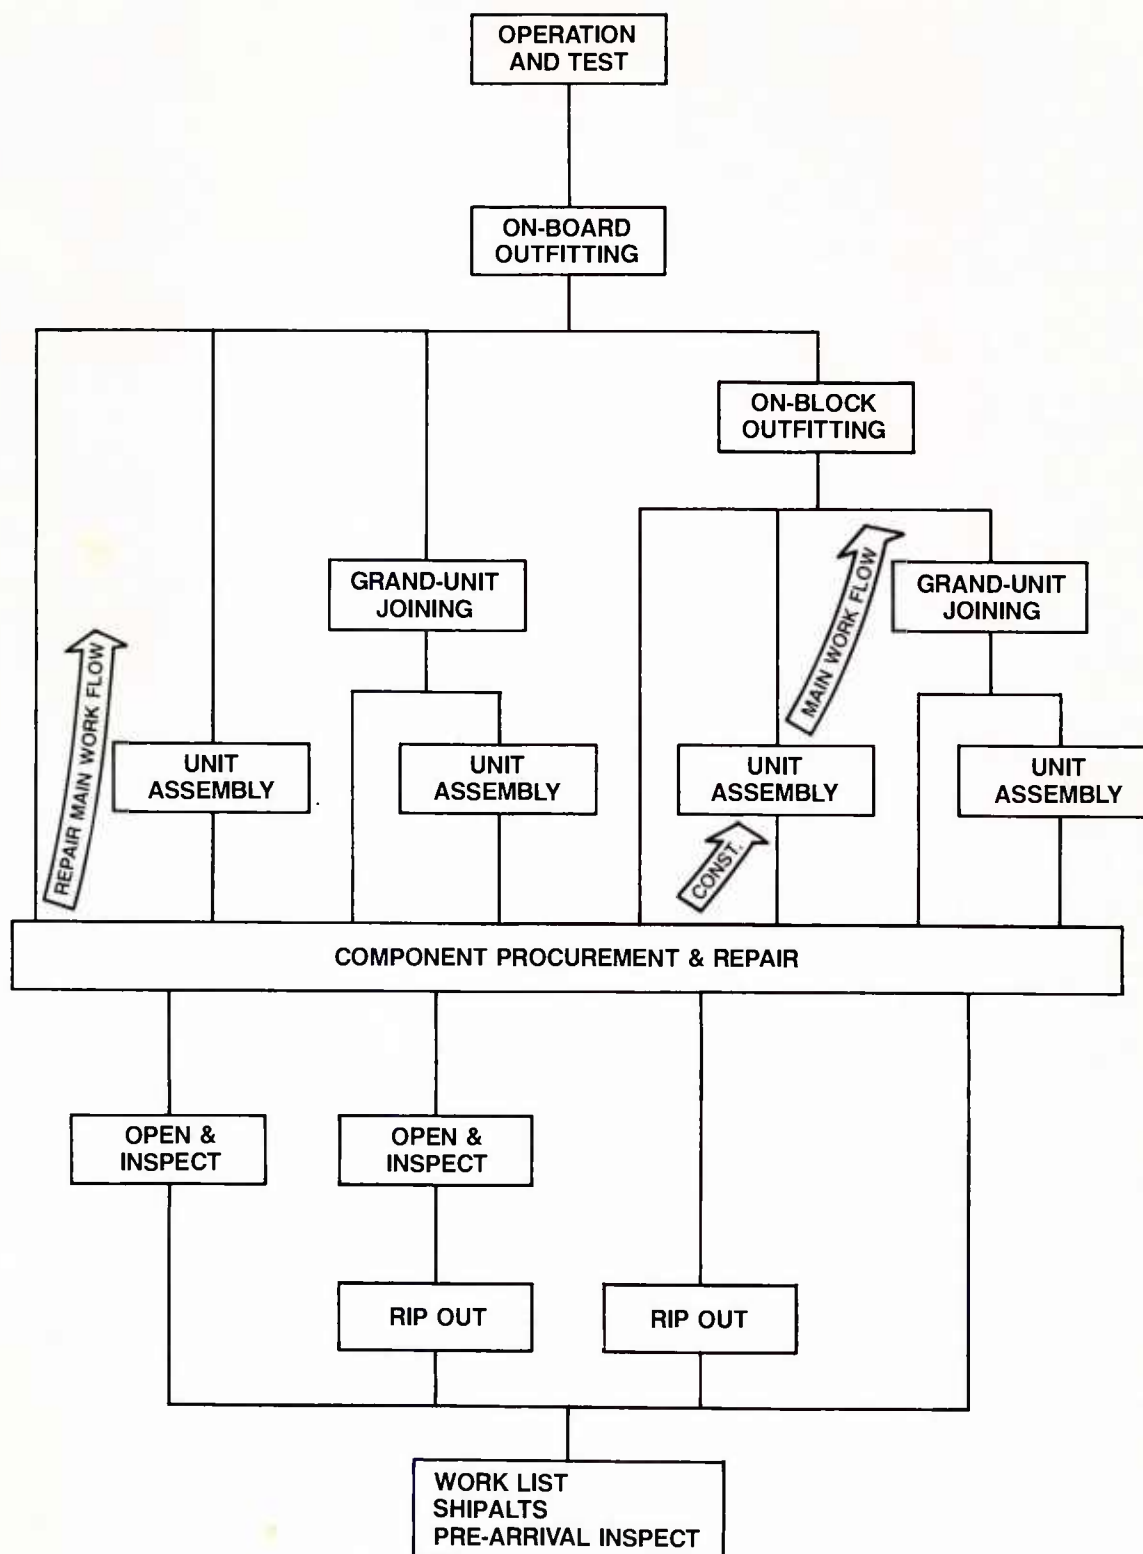 OPERATION
AND TEST
ON-BOARD
OUTFITTING
ON-BLOCK
OUTFITTING
GRAND-UNIT
JOINING
MAIN WORK FLOW
GRAND-UNIT
JOINING
REPAIR MAIN WORK FLOW
UNIT
ASSEMBLY
UNIT
ASSEMBLY
UNIT
ASSEMBLY
UNIT
ASSEMBLY
CONST.
COMPONENT PROCUREMENT & REPAIR
OPEN &
INSPECT
OPEN &
INSPECT
RIP OUT
RIP OUT
WORK LIST
SHIPALTS
PRE-ARRIVAL INSPECT